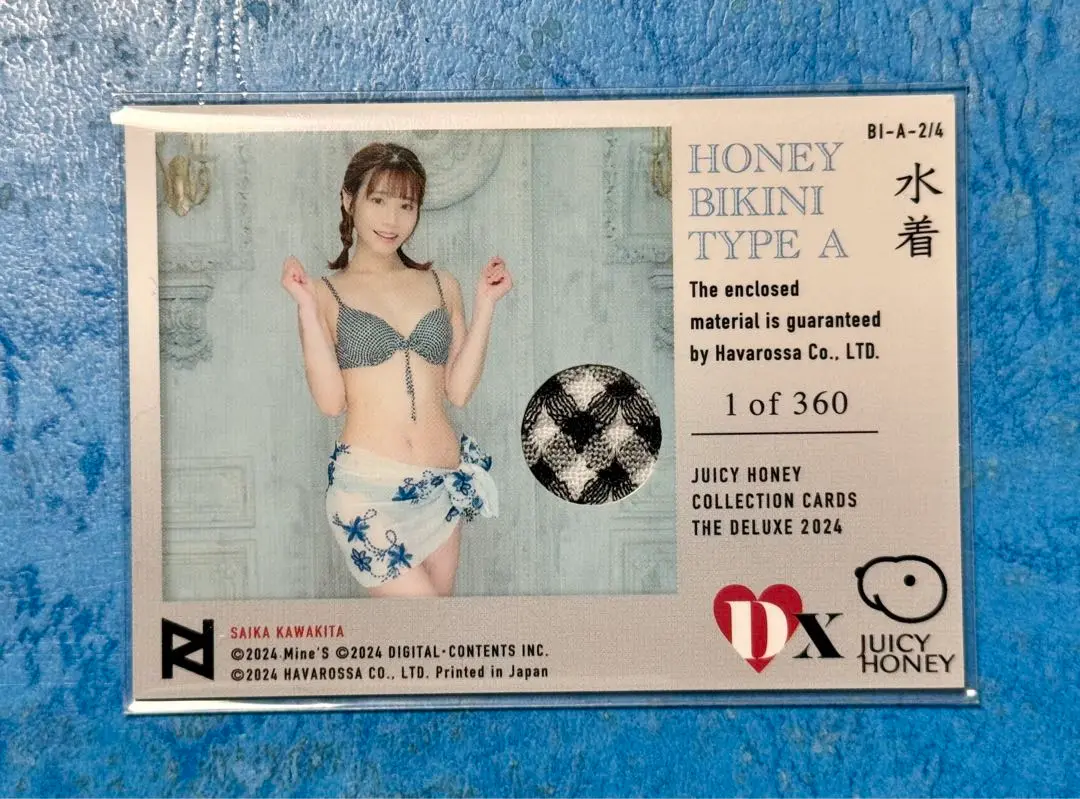 BI-A-2/4
HONEY
BIKINI
TYPE A
水着
The enclosed
material is guaranteed
by Havarossa Co., LTD.
1 of 360
JUICY HONEY
COLLECTION CARDS
THE DELUXE 2024
DX
JUICY
HONEY
SAIKA KAWAKITA
©2024 Mine'S ©2024 DIGITAL・CONTENTS INC.
©2024 HAVAROSSA CO., LTD. Printed in Japan